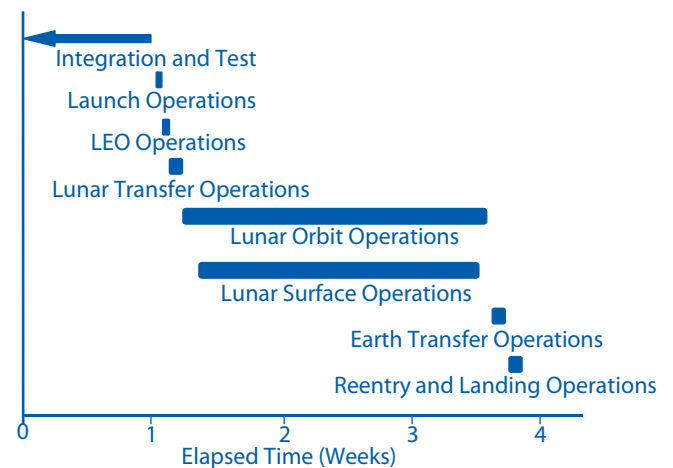 Integration and Test
Launch Operations
LEO Operations
Lunar Transfer Operations
Lunar Orbit Operations
Lunar Surface Operations
Earth Transfer Operations
Reentry and Landing Operations
0 1 2 3 4
Elapsed Time (Weeks)